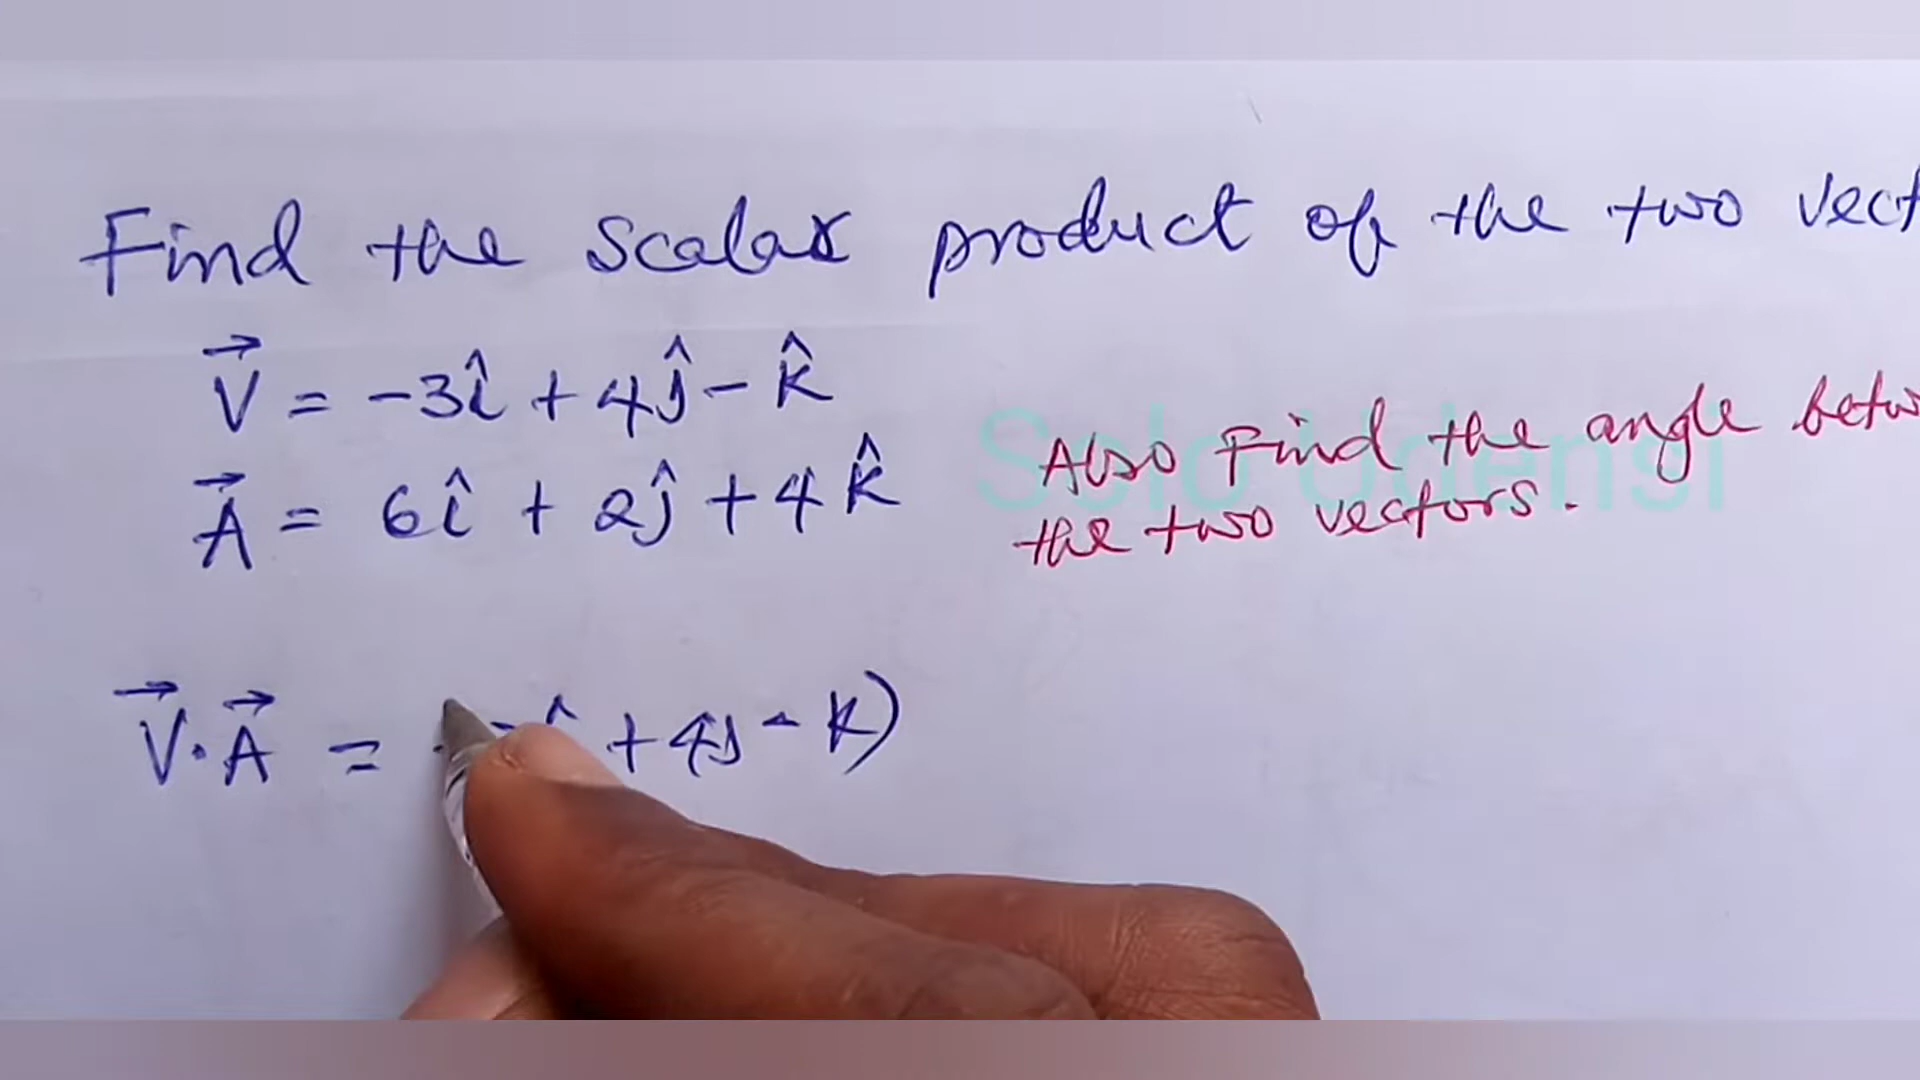 Find the scalar product of the two vect
V⃗ = -3î + 4ĵ - k̂
A⃗ = 6î + 2ĵ + 4k̂
Also Find the angle betw
the two vectors.
V⃗·A⃗ = + 4j - k)